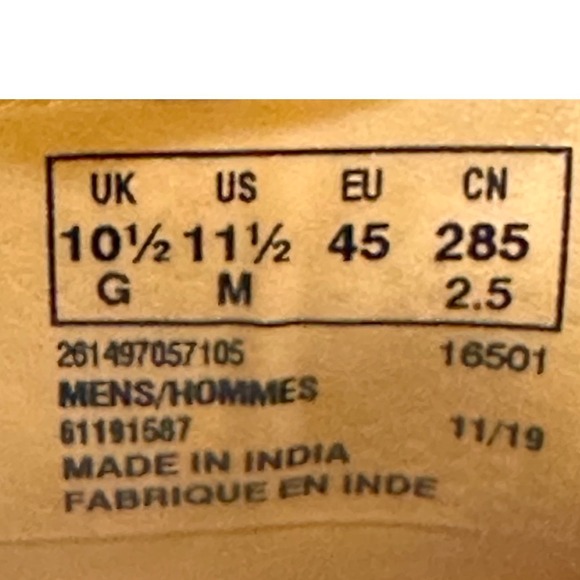 UK US EU CN
10½ 11½ 45 285
G M 2.5
261497057105 16501
MENS/HOMMES
61191587 11/19
MADE IN INDIA
FABRIQUE EN INDE